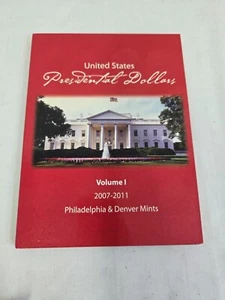 United States
Presidential Dollars
Volume I
2007-2011
Philadelphia & Denver Mints